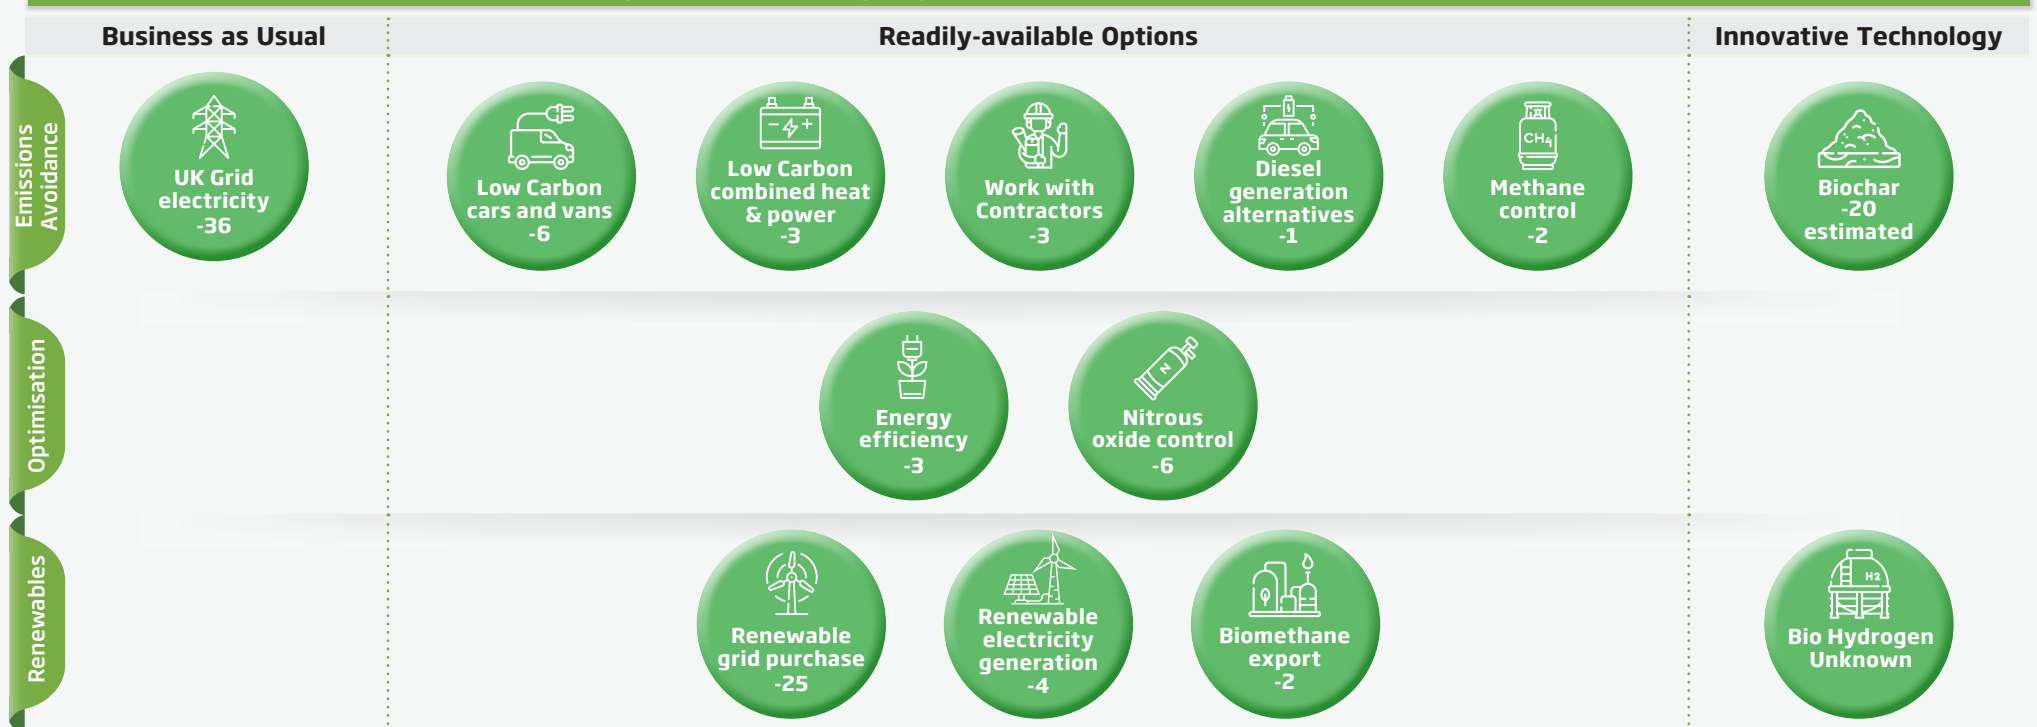 Business as Usual
Readily-available Options
Innovative Technology
Emissions
Avoidance
UK Grid
electricity
-36
Low Carbon
cars and vans
-6
Low Carbon
combined heat
& power
-3
Work with
Contractors
-3
Diesel
generation
alternatives
-1
CH4
Methane
control
-2
Biochar
-20
estimated
Optimisation
Energy
efficiency
-3
N
Nitrous
oxide control
-6
Renewables
Renewable
grid purchase
-25
Renewable
electricity
generation
-4
Biomethane
export
-2
H2
Bio Hydrogen
Unknown